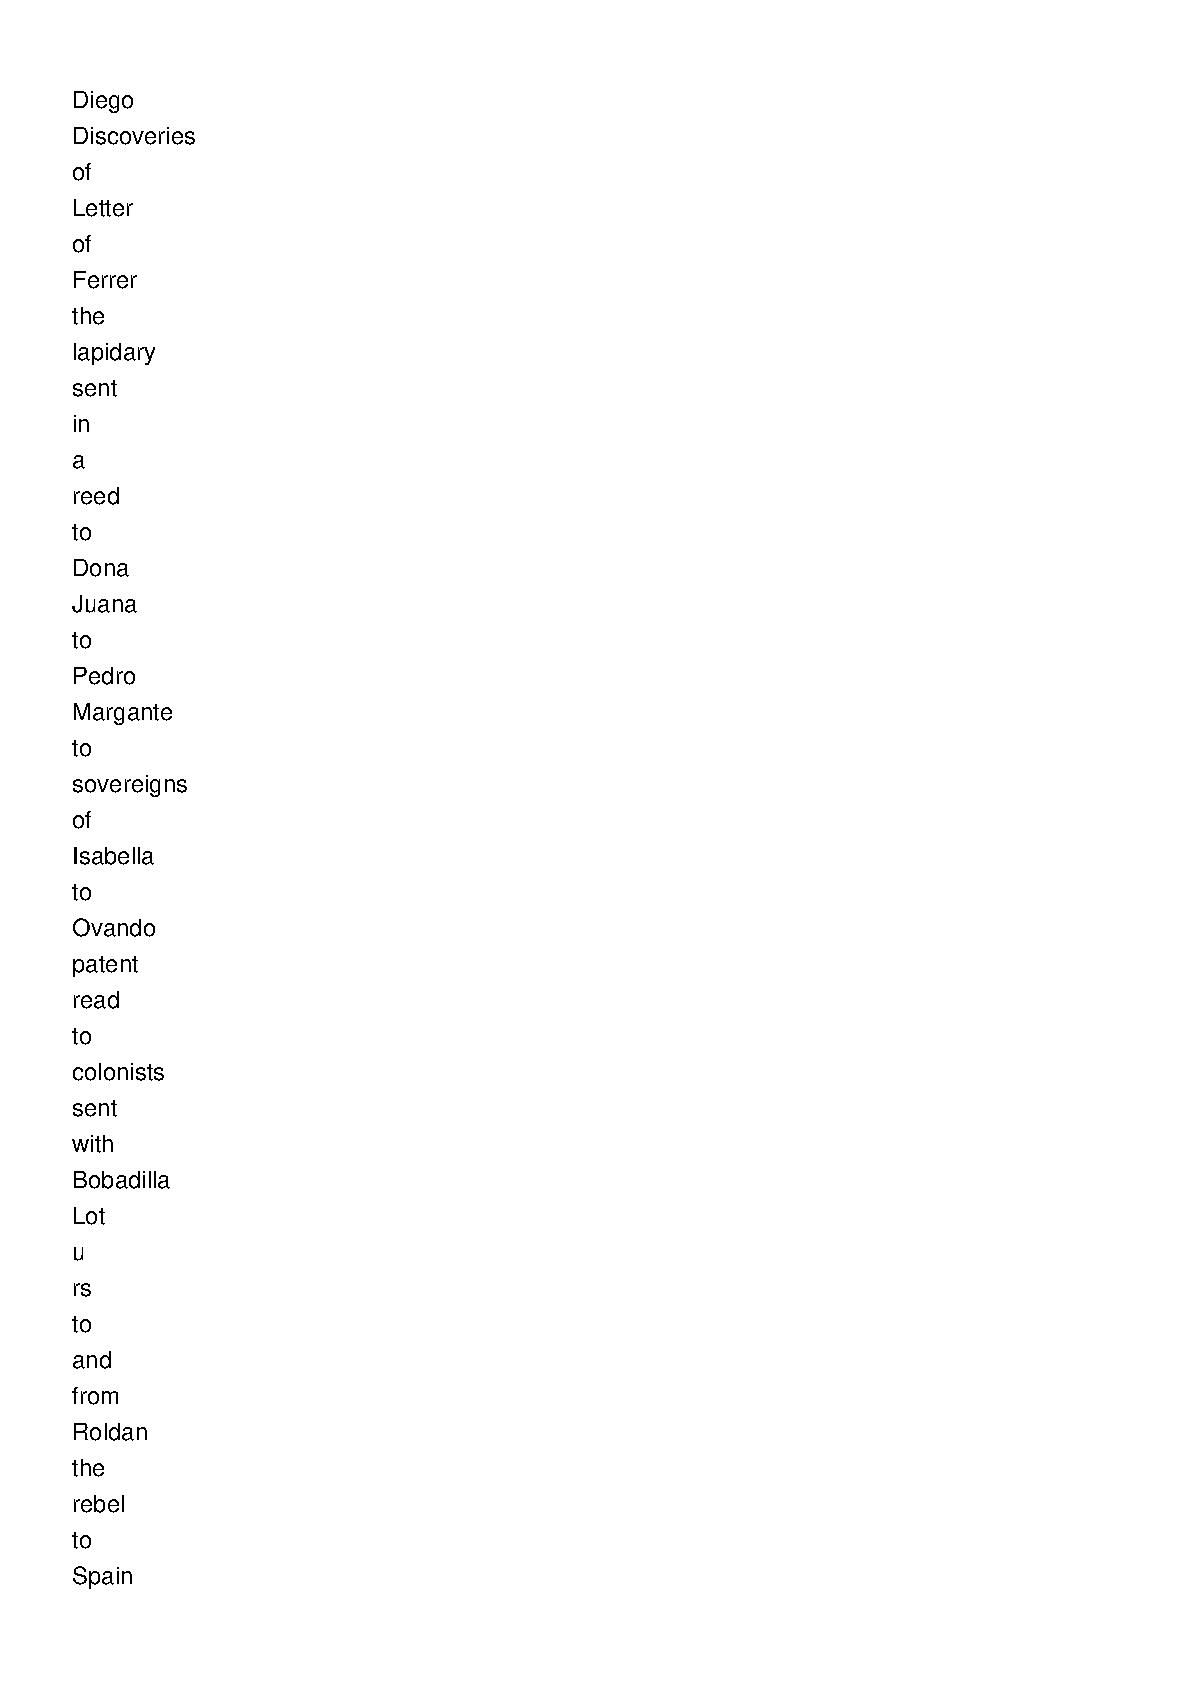 Diego
Discoveries
of
Letter
of
Ferrer
the
lapidary
sent
in
a
reed
to
Dona
Juana
to
Pedro
Margante
to
sovereigns
of
Isabella
to
Ovando
patent
read
to
colonists
sent
with
Bobadilla
Lot
u
rs
to
and
from
Roldan
the
rebel
to
Spain